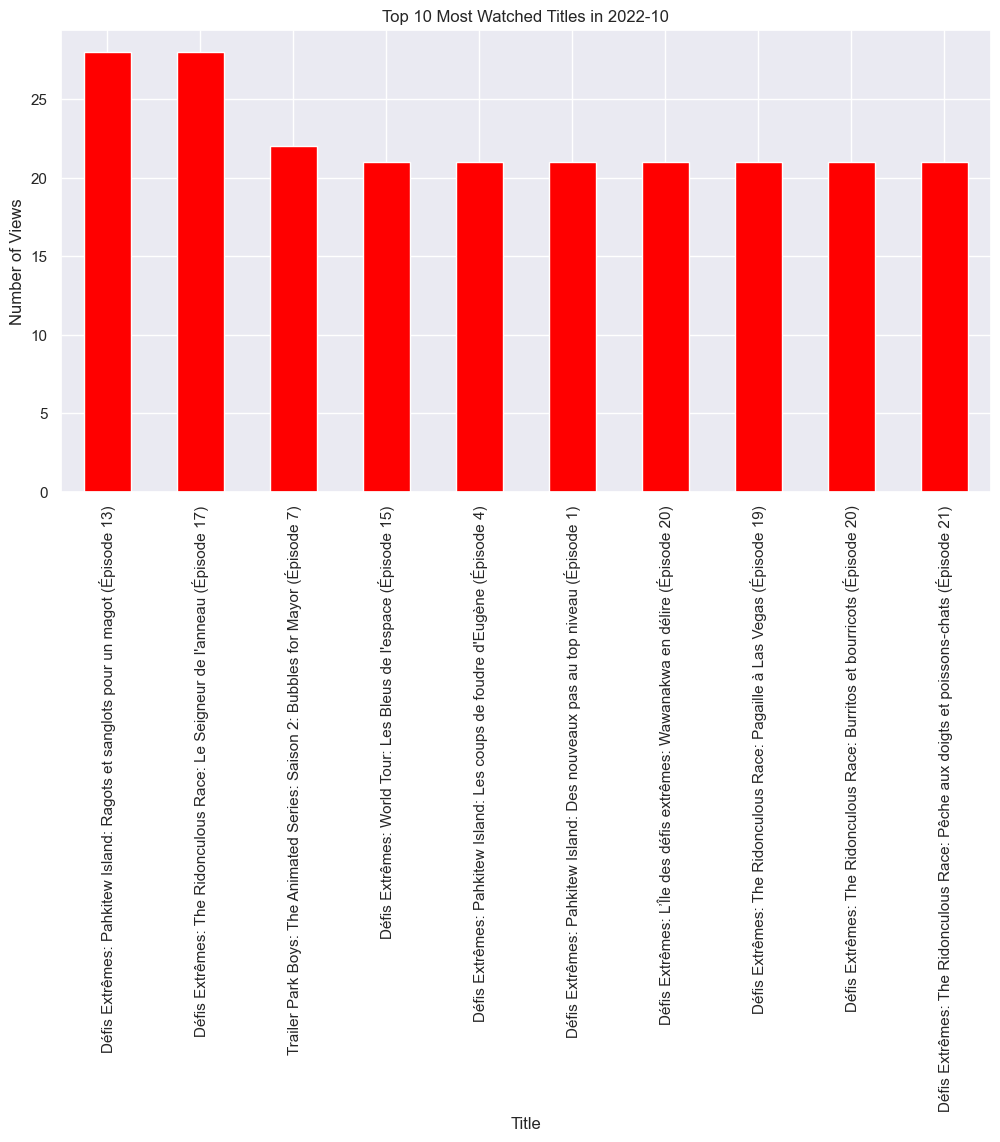 Top 10 Most Watched Titles in 2022-10
Number of Views
25
20
15
10
5
0
Défis Extrêmes: Pahkitew Island: Ragots et sanglots pour un magot (Épisode 13)
Défis Extrêmes: The Ridonculous Race: Le Seigneur de l'anneau (Épisode 17)
Trailer Park Boys: The Animated Series: Saison 2: Bubbles for Mayor (Épisode 7)
Défis Extrêmes: World Tour: Les Bleus de l'espace (Épisode 15)
Défis Extrêmes: Pahkitew Island: Les coups de foudre d'Eugène (Épisode 4)
Défis Extrêmes: Pahkitew Island: Des nouveaux pas au top niveau (Épisode 1)
Défis Extrêmes: L'Île des défis extrêmes: Wawanakwa en délire (Épisode 20)
Défis Extrêmes: The Ridonculous Race: Pagaille à Las Vegas (Épisode 19)
Défis Extrêmes: The Ridonculous Race: Burritos et bourricots (Épisode 20)
Défis Extrêmes: The Ridonculous Race: Pêche aux doigts et poissons-chats (Épisode 21)
Title